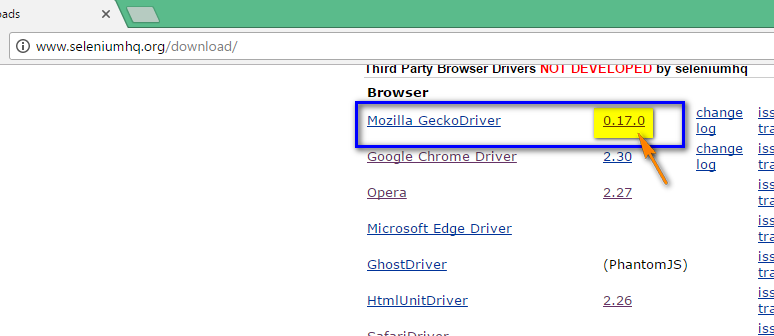 oads
www.seleniumhq.org/download/
Third Party Browser Drivers NOT DEVELOPED by seleniumhq
Browser
Mozilla GeckoDriver 0.17.0 change log iss tra
Google Chrome Driver 2.30 change log iss tra
Opera 2.27 iss tra
Microsoft Edge Driver iss tra
GhostDriver (PhantomJS) iss tra
HtmlUnitDriver 2.26 iss tra
SafariDriver iss